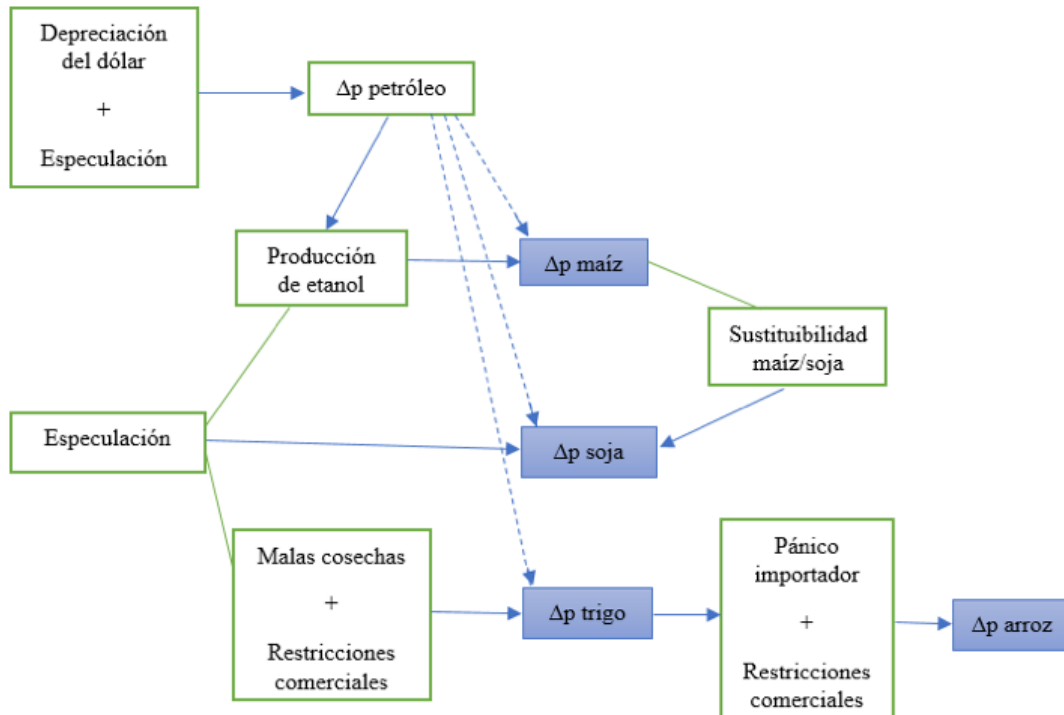 Depreciación
del dólar
+
Especulación
Δp petróleo
Producción
de etanol
Δp maíz
Sustituibilidad
maíz/soja
Especulación
Δp soja
Malas cosechas
+
Restricciones
comerciales
Δp trigo
Pánico
importador
+
Restricciones
comerciales
Δp arroz